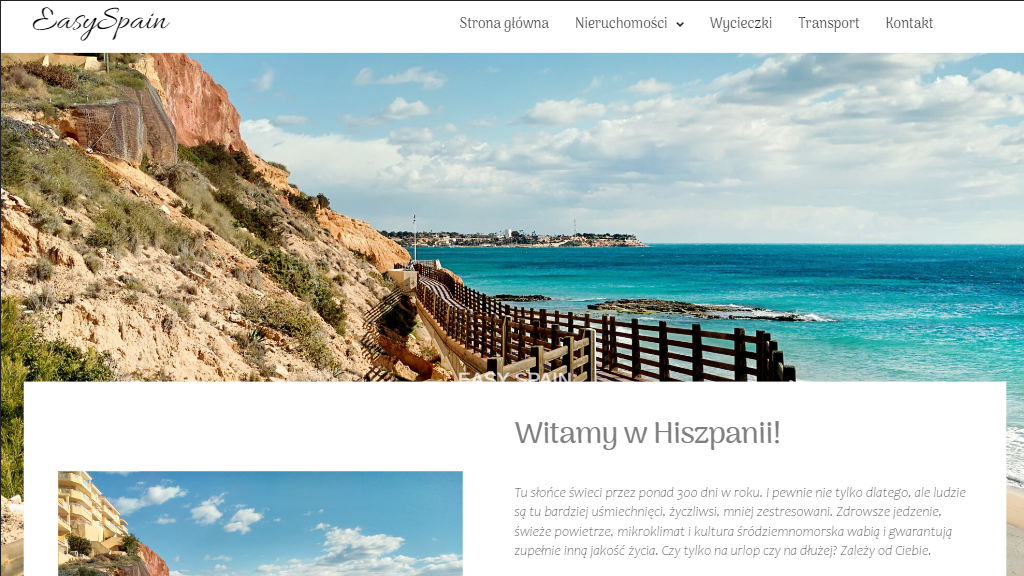 EasySpain
Strona główna Nieruchomości Wycieczki Transport Kontakt
EASY SPAIN
Witamy w Hiszpanii!
Tu słońce świeci przez ponad 300 dni w roku. I pewnie nie tylko dlatego, ale ludzie
są tu bardziej uśmiechnięci, życzliwsi, mniej zestresowani. Zdrowsze jedzenie,
świeże powietrze, mikroklimat i kultura śródziemnomorska wabią i gwarantują
zupełnie inną jakość życia. Czy tylko na urlop czy na dłużej? Zależy od Ciebie.